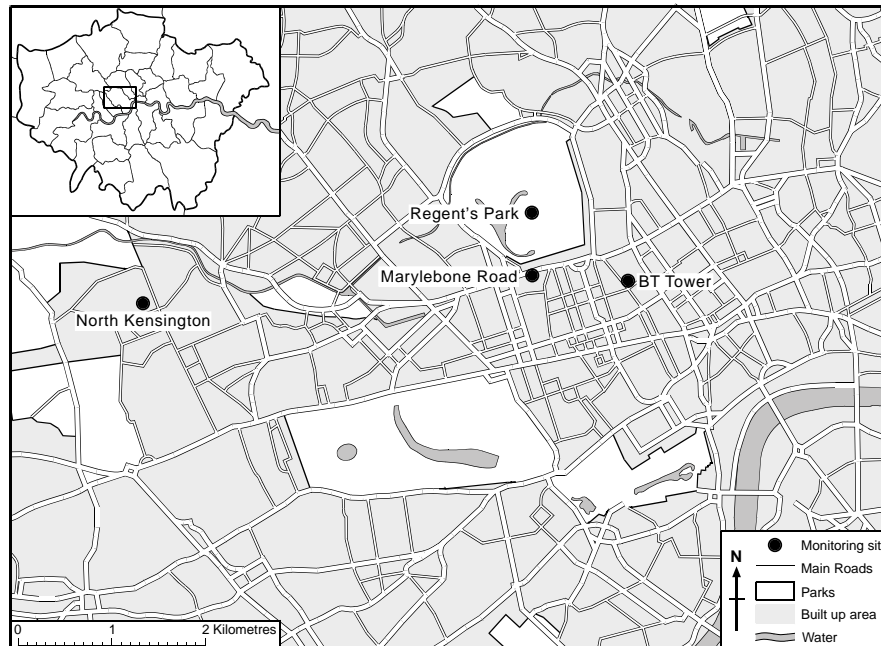 Regent's Park
Marylebone Road
BT Tower
North Kensington
N
Monitoring sit
Main Roads
Parks
Built up area
Water
0 1 2 Kilometres